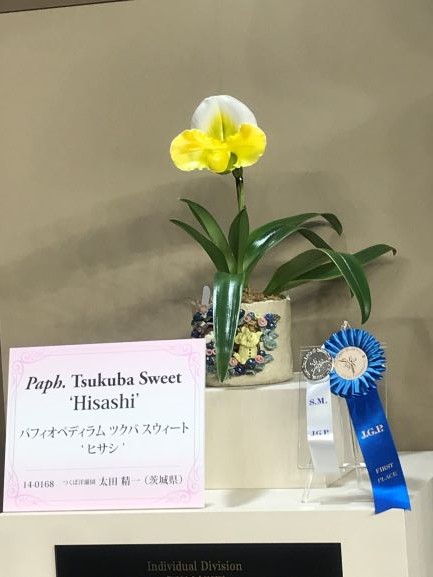 Paph. Tsukuba Sweet
‘Hisashi’
パフィオペディラム ツクバ スウィート
‘ヒサシ’
14-0168 つくば洋蘭園 太田 精一（茨城県）
S.M.
J.G.P.
J.G.P.
FIRST
PLACE
Individual Division